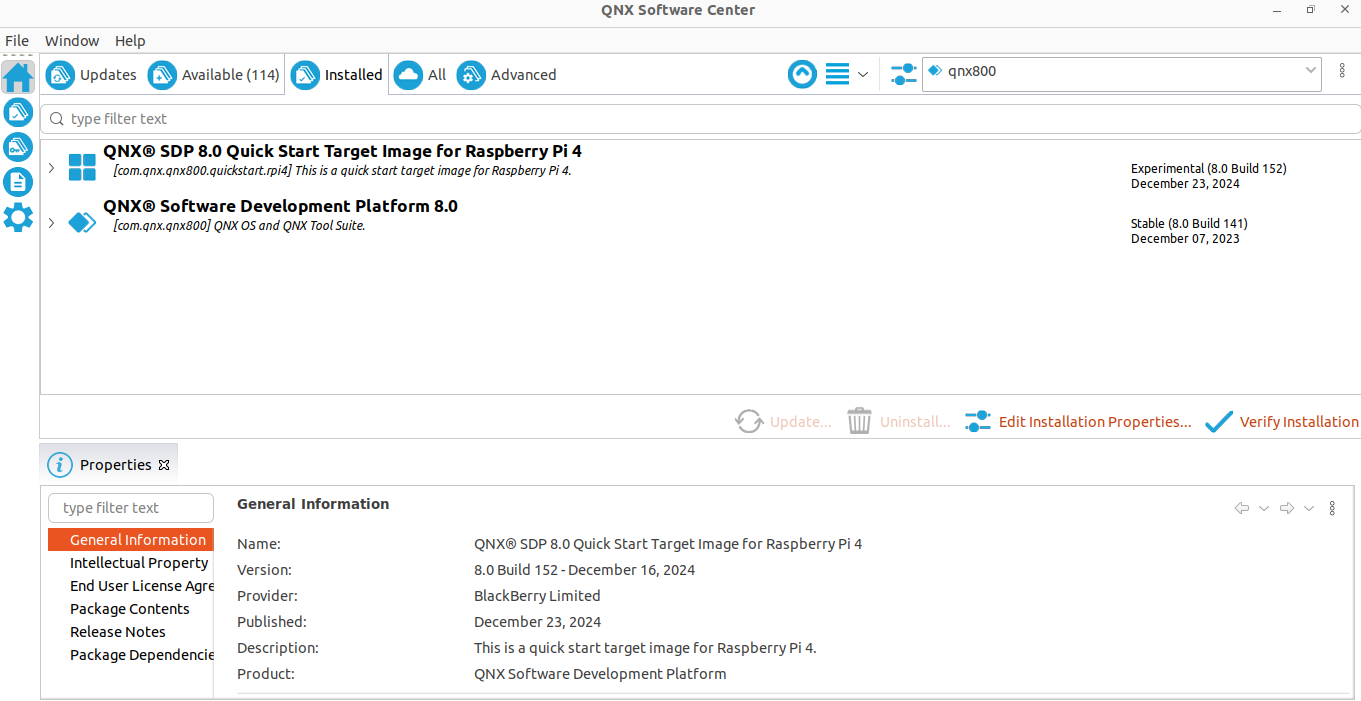 QNX Software Center
File Window Help
Updates Available (114) Installed All Advanced qnx800
type filter text
QNX® SDP 8.0 Quick Start Target Image for Raspberry Pi 4
[com.qnx.qnx800.quickstart.rpi4] This is a quick start target image for Raspberry Pi 4.
Experimental (8.0 Build 152)
December 23, 2024
QNX® Software Development Platform 8.0
[com.qnx.qnx800] QNX OS and QNX Tool Suite.
Stable (8.0 Build 141)
December 07, 2023
Update... Uninstall... Edit Installation Properties... Verify Installation
Properties
type filter text
General Information
Intellectual Property
End User License Agre
Package Contents
Release Notes
Package Dependencie
General Information
Name: QNX® SDP 8.0 Quick Start Target Image for Raspberry Pi 4
Version: 8.0 Build 152 - December 16, 2024
Provider: BlackBerry Limited
Published: December 23, 2024
Description: This is a quick start target image for Raspberry Pi 4.
Product: QNX Software Development Platform